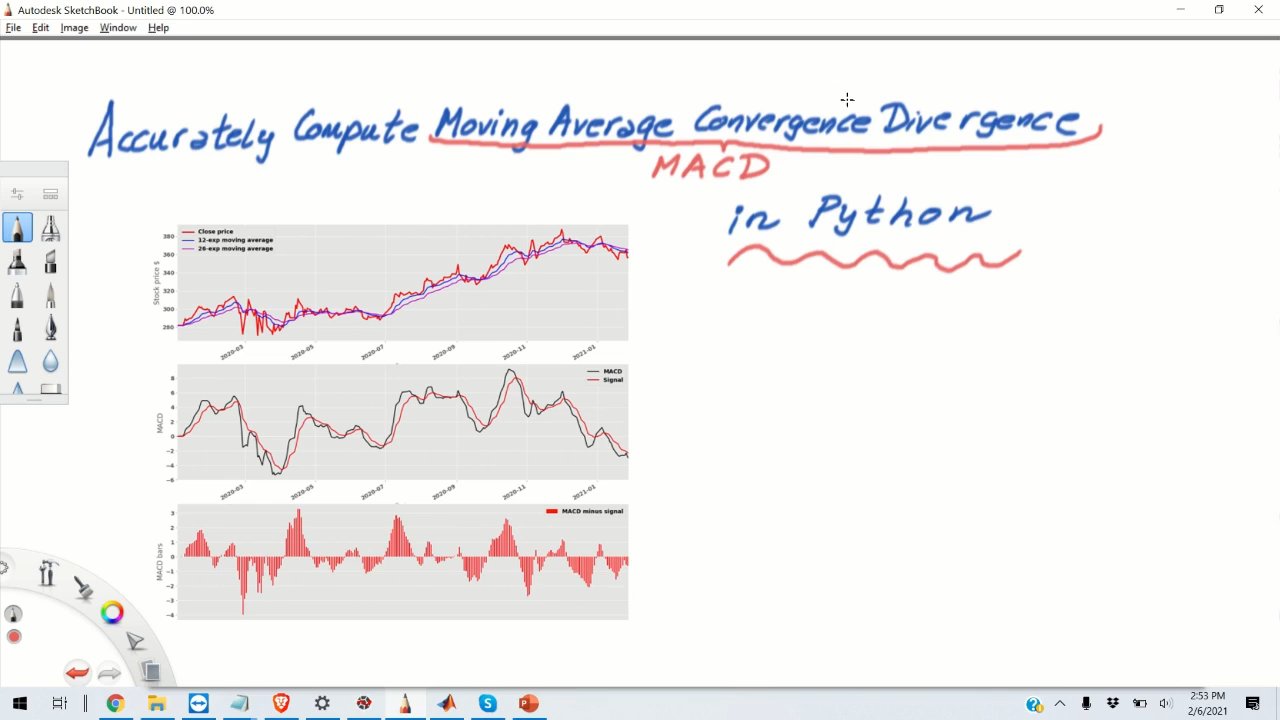 Autodesk SketchBook - Untitled @ 100.0%
File Edit Image Window Help
Accurately Compute Moving Average Convergence Divergence
MACD
in Python
Close price
12-exp moving average
26-exp moving average
Stock price $
380
360
340
320
300
280
2020-03 2020-05 2020-07 2020-09 2020-11 2021-01
MACD
Signal
MACD
8
6
4
2
0
−2
−4
−6
2020-03 2020-05 2020-07 2020-09 2020-11 2021-01
MACD minus signal
MACD bars
3
2
1
0
−1
−2
−3
−4
2:53 PM
2/6/2021